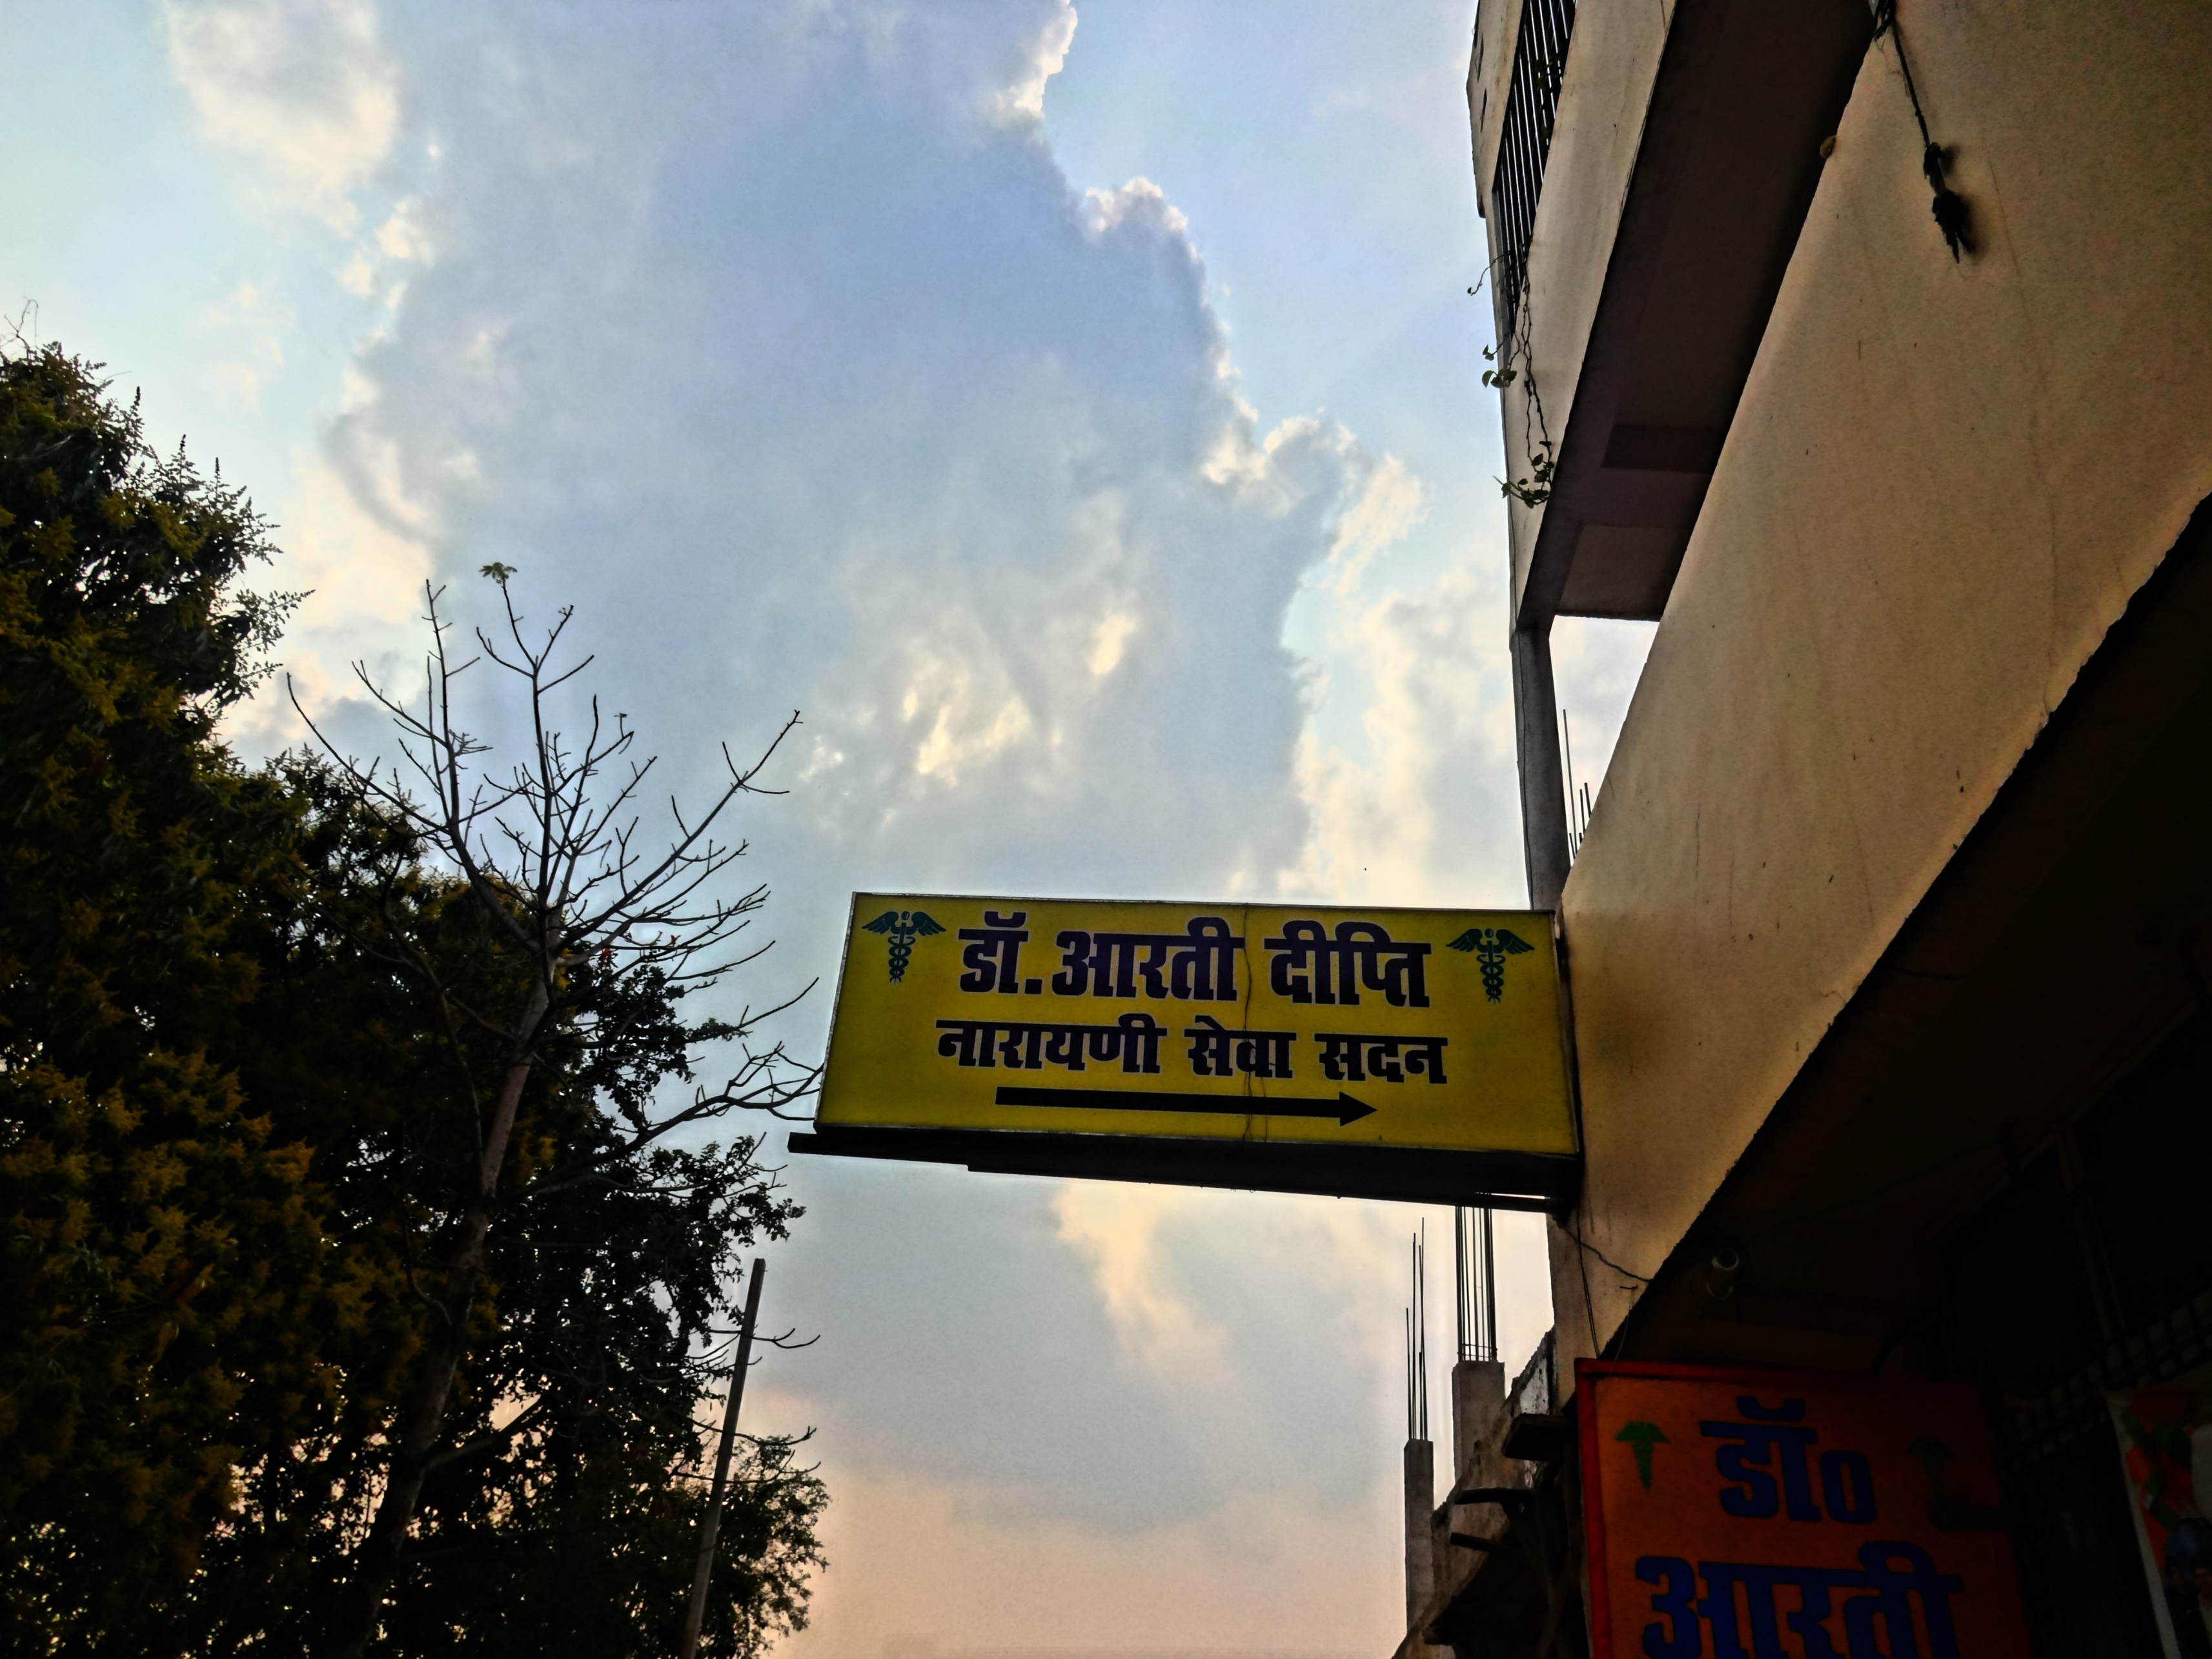 डॉ. आरती दीप्ति
नारायणी सेवा सदन
डॉ०
आरती